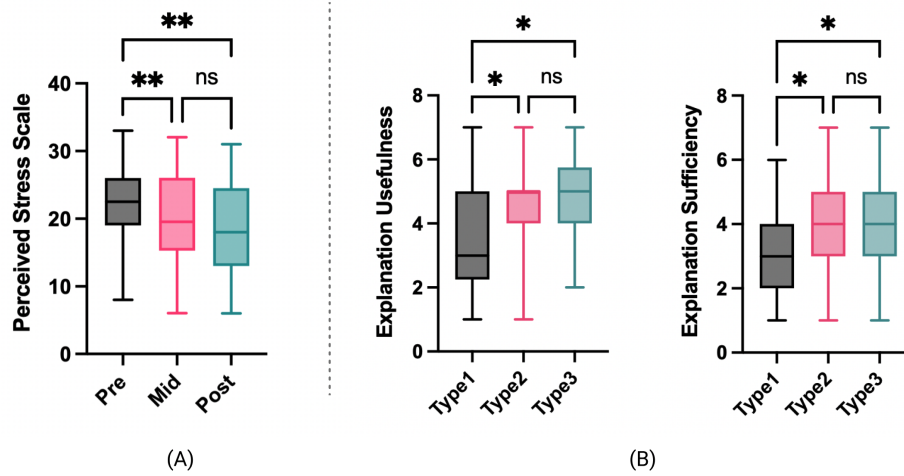 **
** ns
Perceived Stress Scale
40
30
20
10
0
Pre Mid Post
(A)
*
* ns
Explanation Usefulness
8
6
4
2
0
Type1 Type2 Type3
*
* ns
Explanation Sufficiency
8
6
4
2
0
Type1 Type2 Type3
(B)